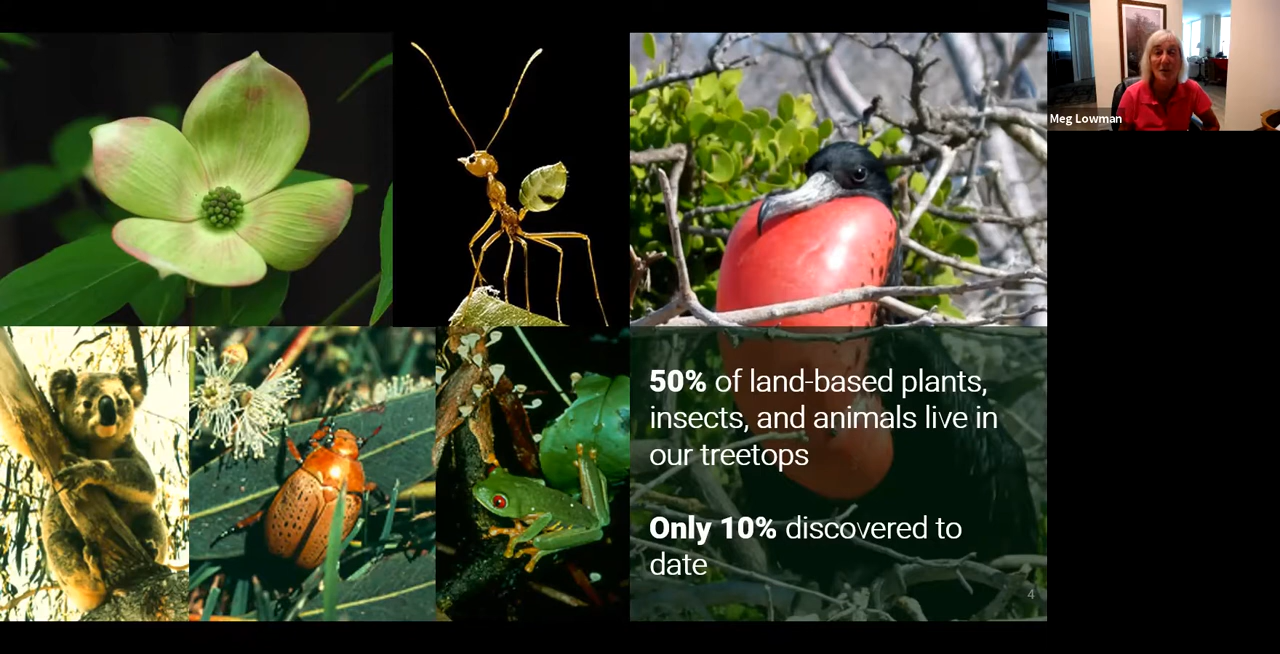 Meg Lowman
50% of land-based plants,
insects, and animals live in
our treetops
Only 10% discovered to
date
4